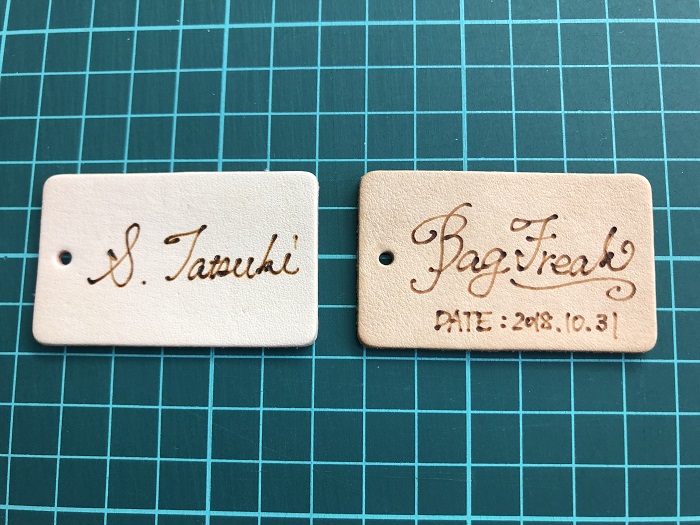 S. Tatsuki
Bag Freak
DATE : 2018.10.31